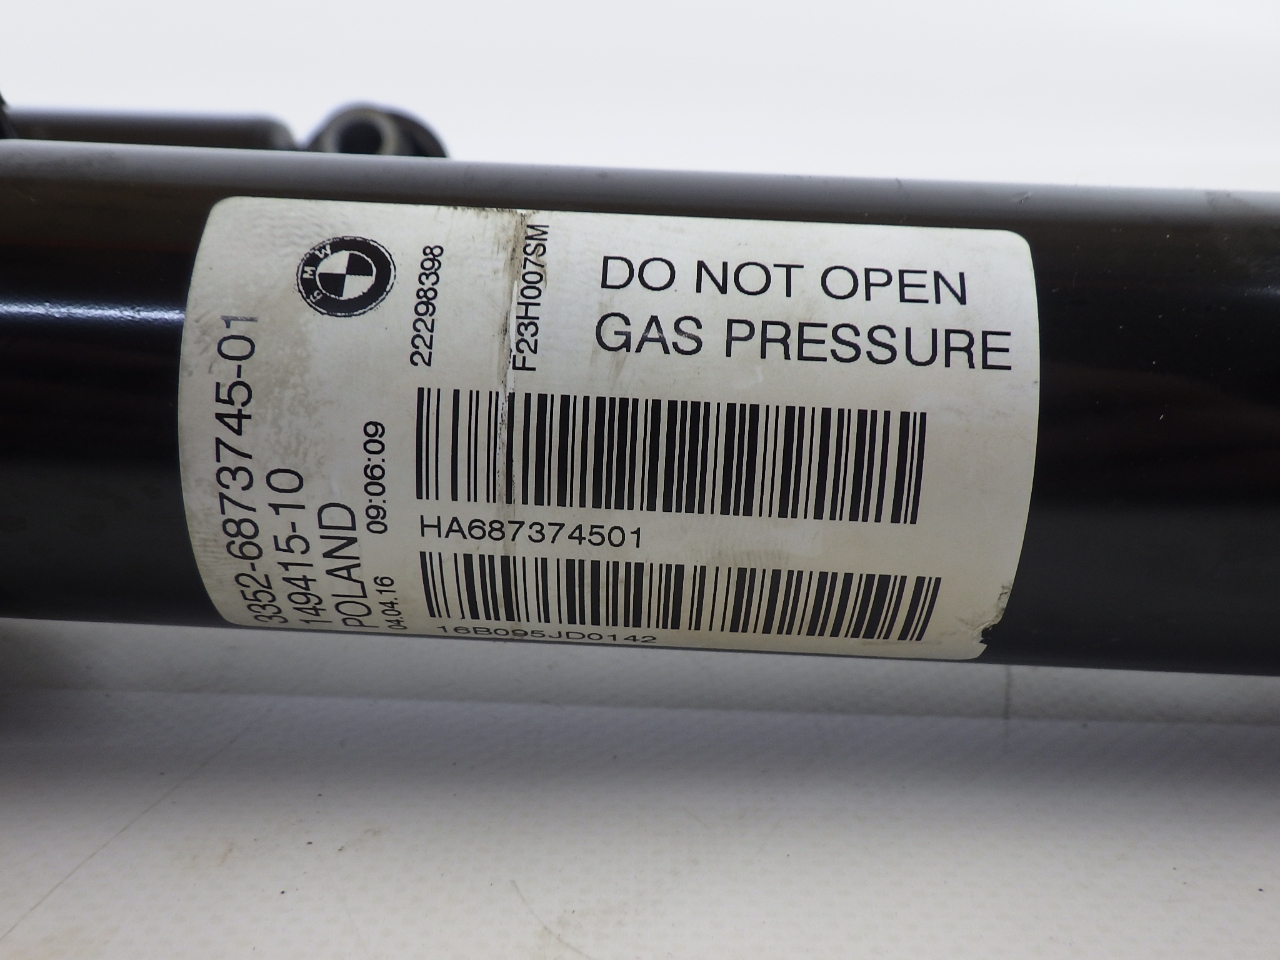 BMW
3352-6873745-01
149415-10
POLAND
04.04.16 09:06:09
22298398
F23H007SM
DO NOT OPEN
GAS PRESSURE
HA687374501
16B095JD0142